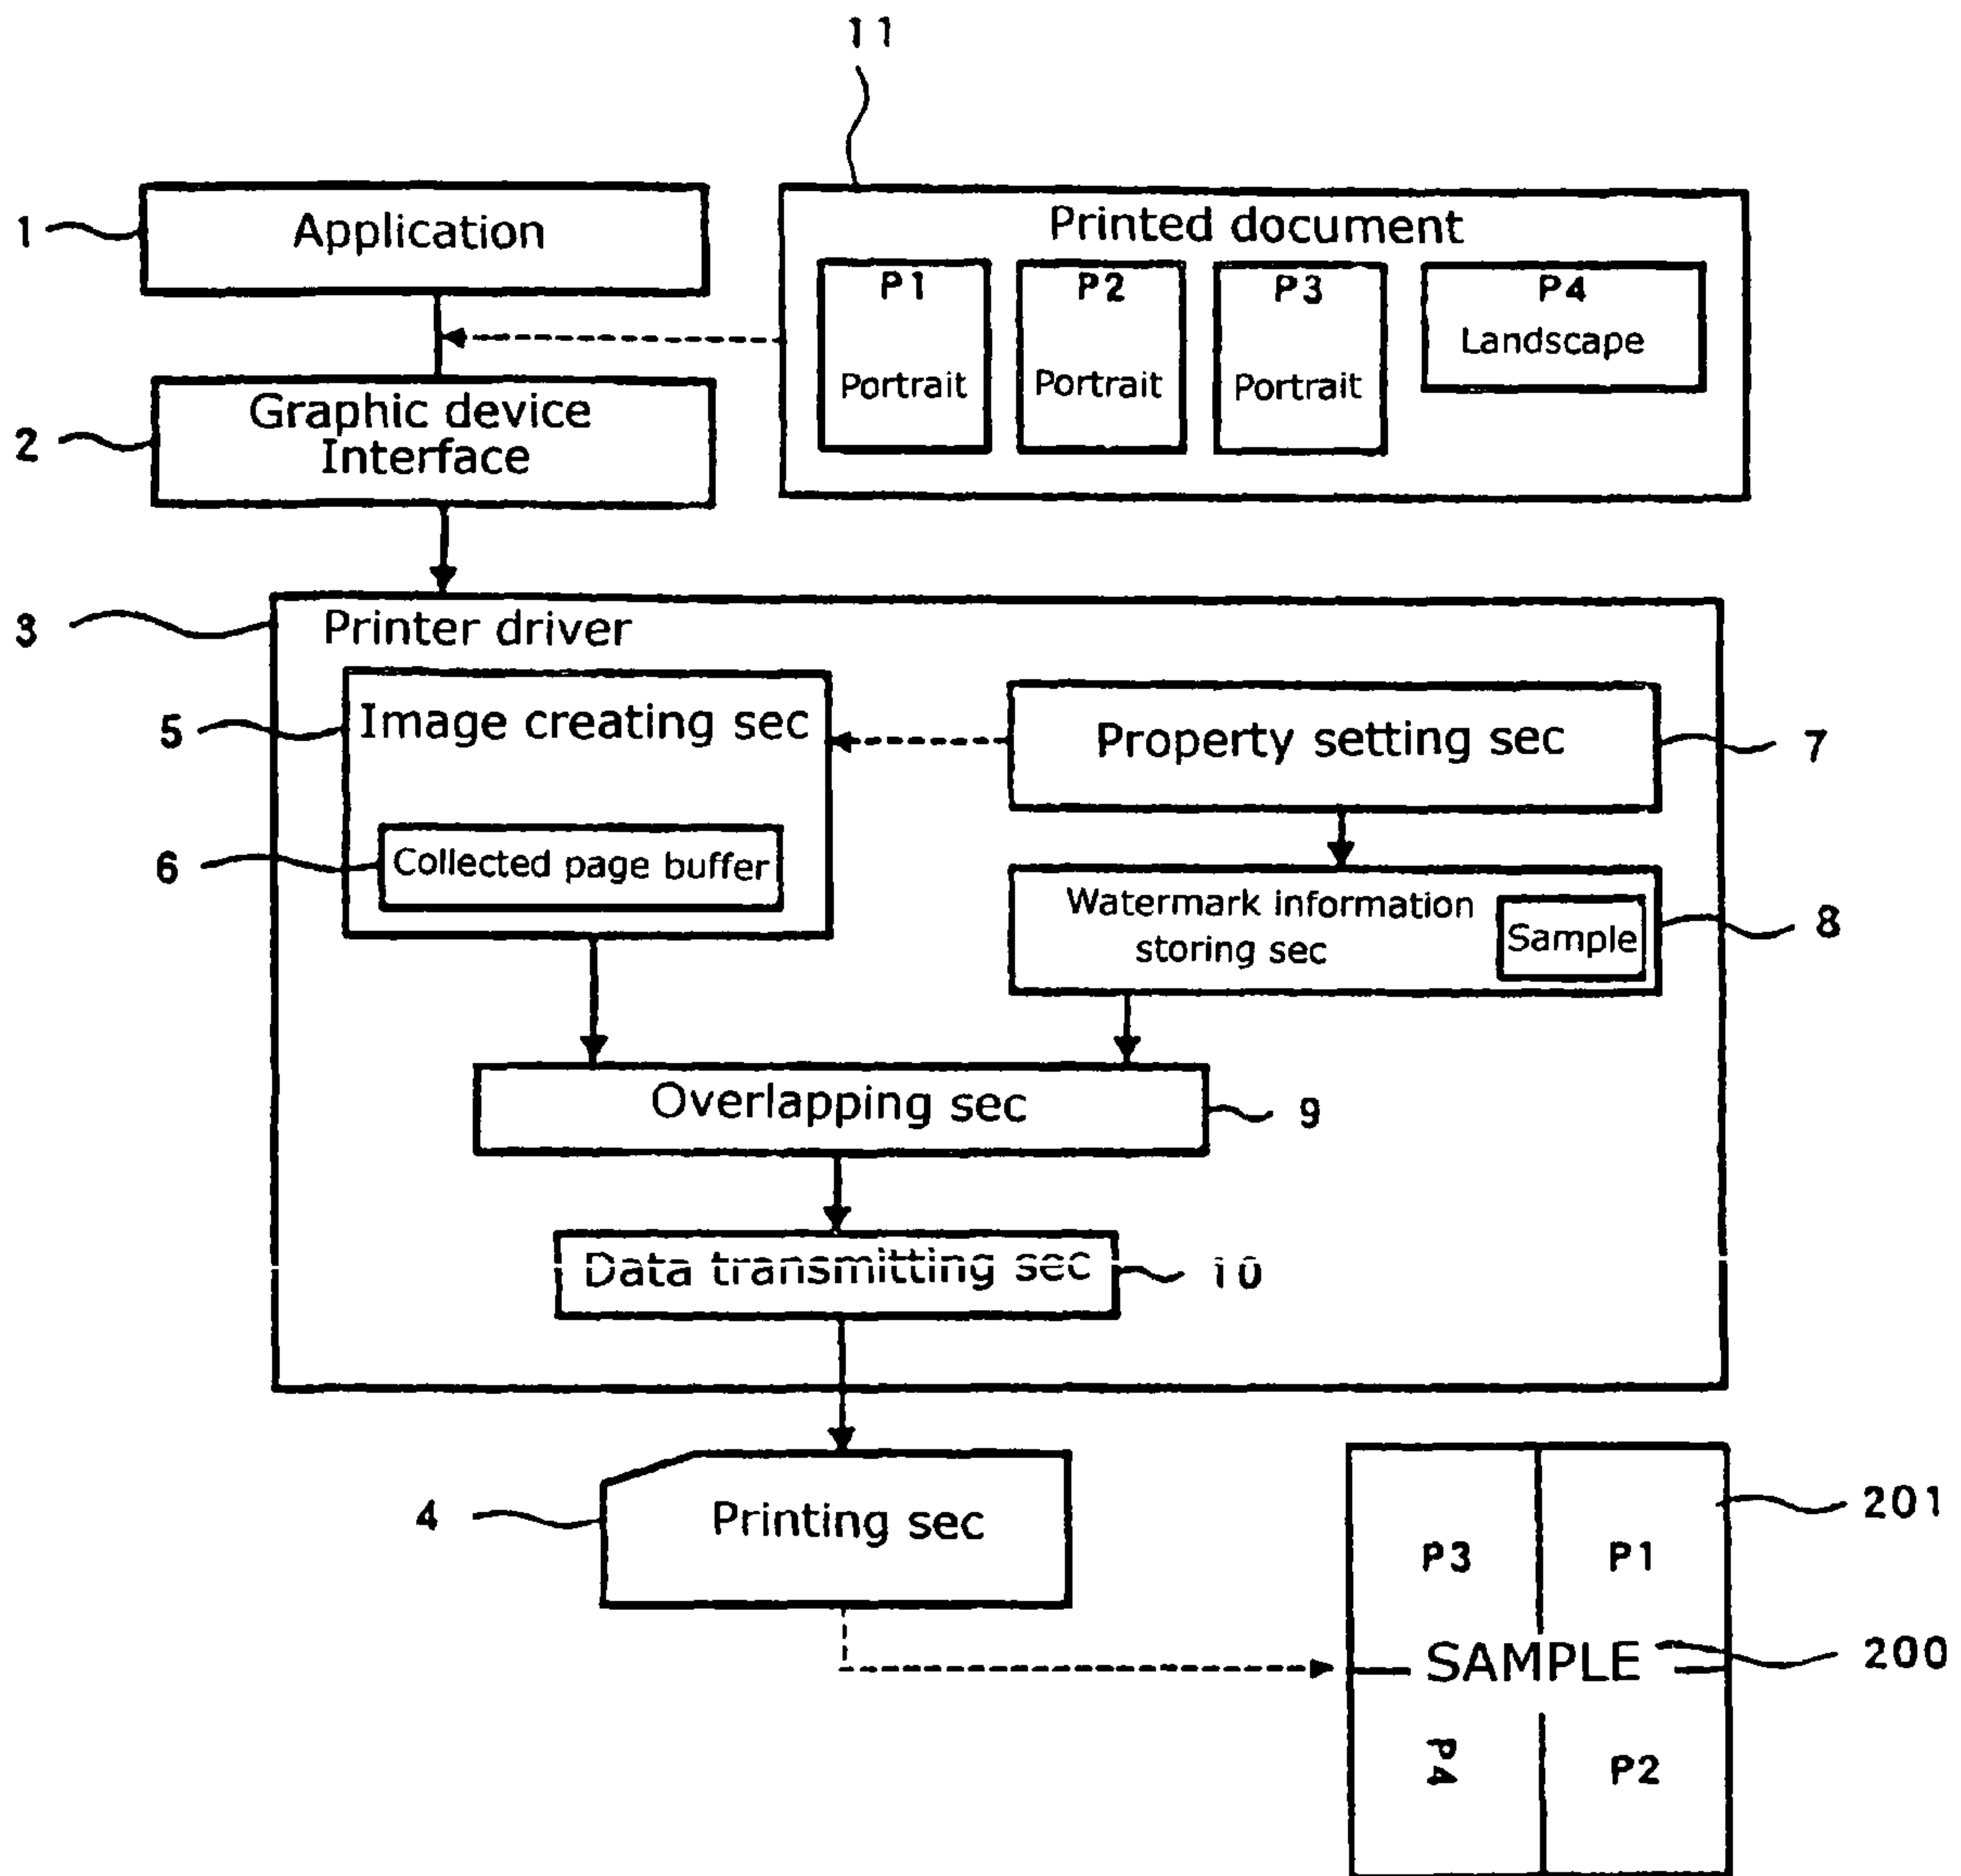 11
1
Application
Printed document
P1
Portrait
P2
Portrait
P3
Portrait
P4
Landscape
2
Graphic device
Interface
3
Printer driver
5
Image creating sec
Property setting sec
7
6
Collected page buffer
Watermark information
storing sec
Sample
8
Overlapping sec
9
Data transmitting sec
10
4
Printing sec
201
P3
P1
SAMPLE
200
P4
P2